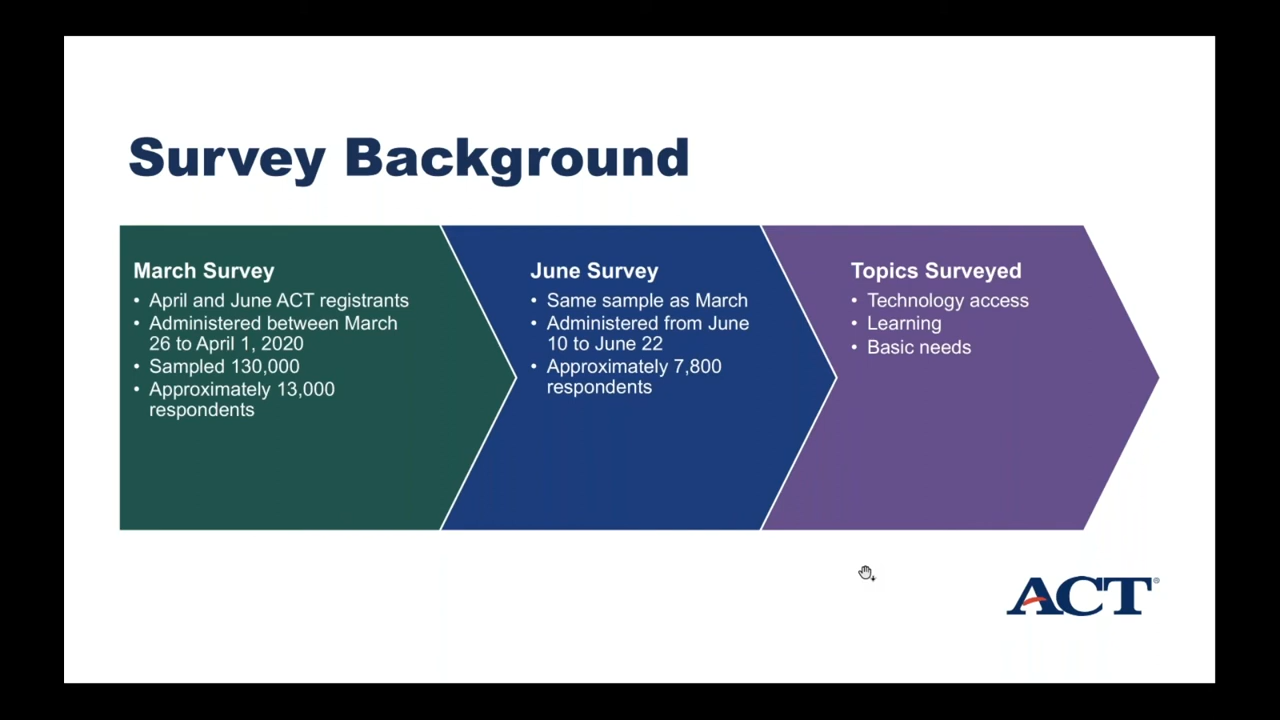 Survey Background
March Survey
• April and June ACT registrants
• Administered between March
26 to April 1, 2020
• Sampled 130,000
• Approximately 13,000
respondents
June Survey
• Same sample as March
• Administered from June
10 to June 22
• Approximately 7,800
respondents
Topics Surveyed
• Technology access
• Learning
• Basic needs
ACT®